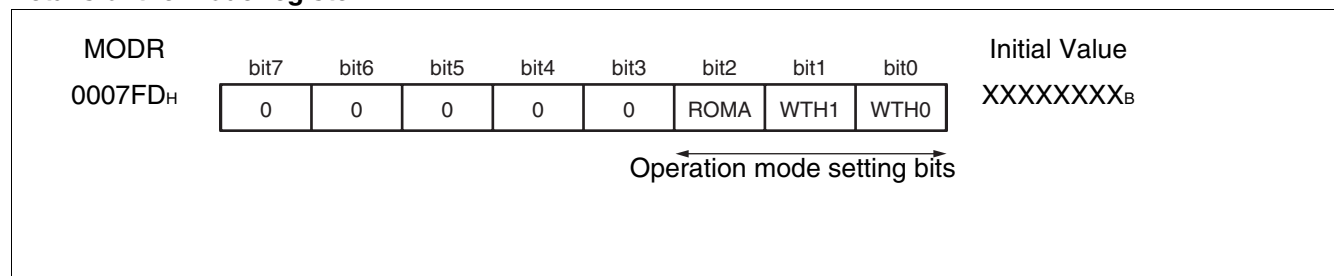 MODR
bit7 bit6 bit5 bit4 bit3 bit2 bit1 bit0
Initial Value
0007FDH
0 0 0 0 0 ROMA WTH1 WTH0
XXXXXXXXB
Operation mode setting bits